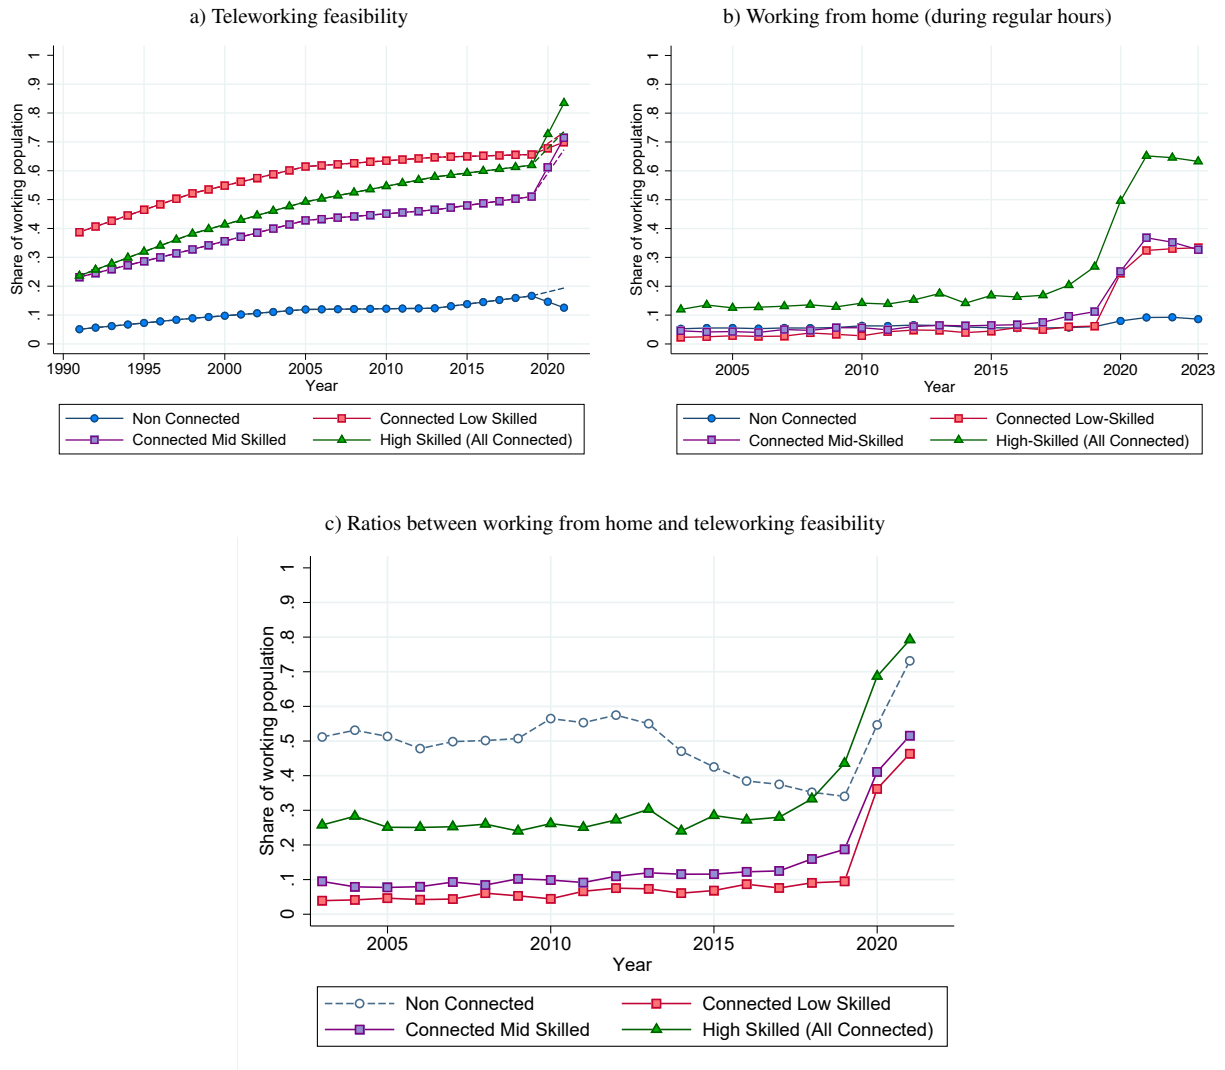 a) Teleworking feasibility
Share of working population
1
.9
.8
.7
.6
.5
.4
.3
.2
.1
0
1990 1995 2000 2005 2010 2015 2020
Year
Non Connected
Connected Low Skilled
Connected Mid Skilled
High Skilled (All Connected)
b) Working from home (during regular hours)
Share of working population
1
.9
.8
.7
.6
.5
.4
.3
.2
.1
0
2005 2010 2015 2020 2023
Year
Non Connected
Connected Low-Skilled
Connected Mid-Skilled
High-Skilled (All Connected)
c) Ratios between working from home and teleworking feasibility
Share of working population
1
.9
.8
.7
.6
.5
.4
.3
.2
.1
0
2005 2010 2015 2020
Year
Non Connected
Connected Low Skilled
Connected Mid Skilled
High Skilled (All Connected)